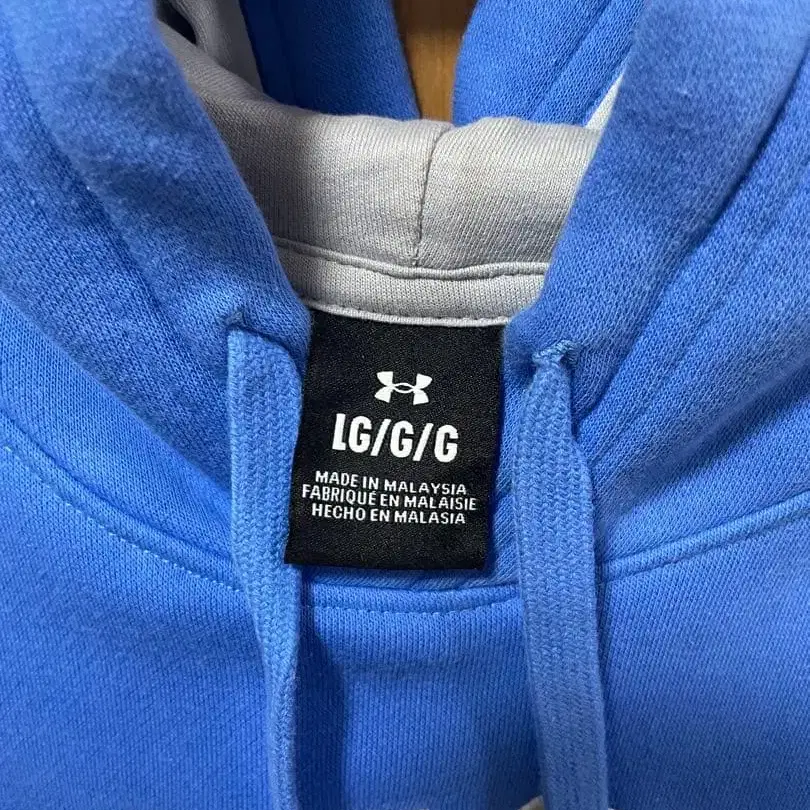 LG/G/G
MADE IN MALAYSIA
FABRIQUÉ EN MALAISIE
HECHO EN MALASIA